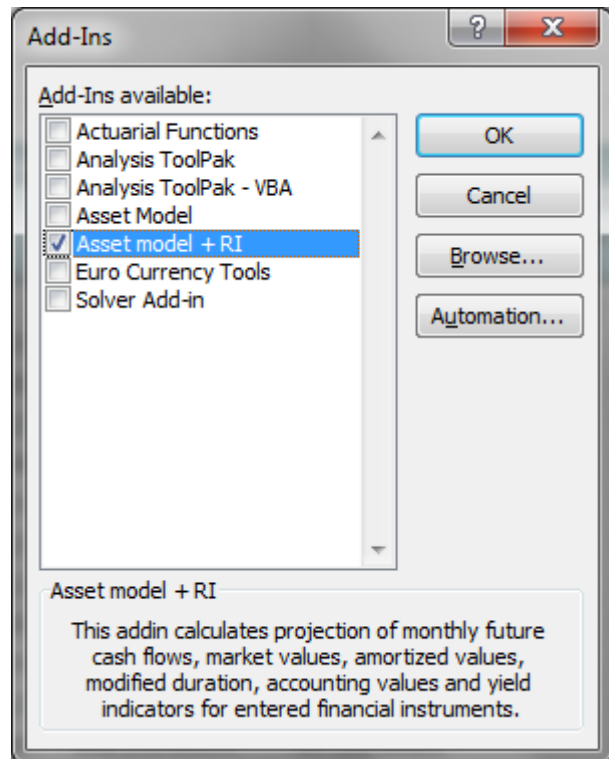 Add-Ins
?
X
Add-Ins available:
Actuarial Functions
Analysis ToolPak
Analysis ToolPak - VBA
Asset Model
Asset model + RI
Euro Currency Tools
Solver Add-in
OK
Cancel
Browse...
Automation...
Asset model + RI
This addin calculates projection of monthly future
cash flows, market values, amortized values,
modified duration, accounting values and yield
indicators for entered financial instruments.